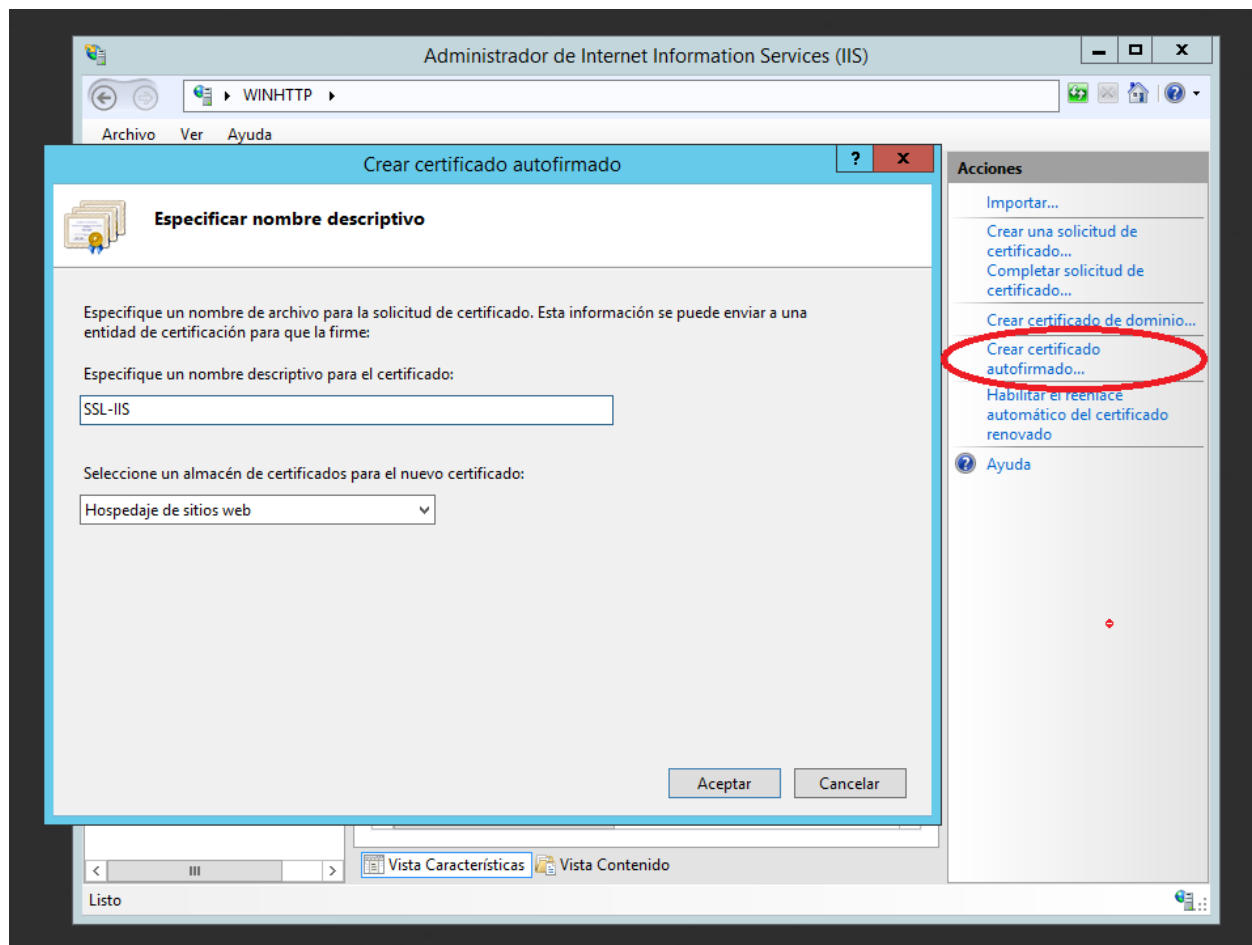 Administrador de Internet Information Services (IIS)
WINHTTP
Archivo Ver Ayuda
Crear certificado autofirmado
?
Especificar nombre descriptivo
Especifique un nombre de archivo para la solicitud de certificado. Esta información se puede enviar a una
entidad de certificación para que la firme:
Especifique un nombre descriptivo para el certificado:
SSL-IIS
Seleccione un almacén de certificados para el nuevo certificado:
Hospedaje de sitios web
Aceptar Cancelar
Acciones
Importar...
Crear una solicitud de
certificado...
Completar solicitud de
certificado...
Crear certificado de dominio...
Crear certificado
autofirmado...
Habilitar el reenlace
automático del certificado
renovado
Ayuda
Vista Características Vista Contenido
Listo